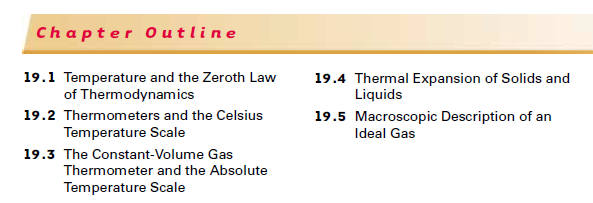 Chapter Outline
19.1 Temperature and the Zeroth Law
of Thermodynamics
19.2 Thermometers and the Celsius
Temperature Scale
19.3 The Constant-Volume Gas
Thermometer and the Absolute
Temperature Scale
19.4 Thermal Expansion of Solids and
Liquids
19.5 Macroscopic Description of an
Ideal Gas